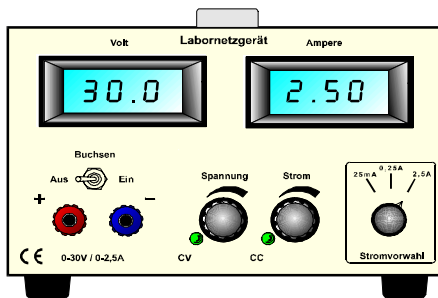 Labornetzgerät
Volt Ampere
30.0 2.50
Buchsen
Aus Ein
+ −
Spannung Strom
25mA 0,25A 2,5A
CV CC
Stromvorwahl
CE 0-30V / 0-2,5A